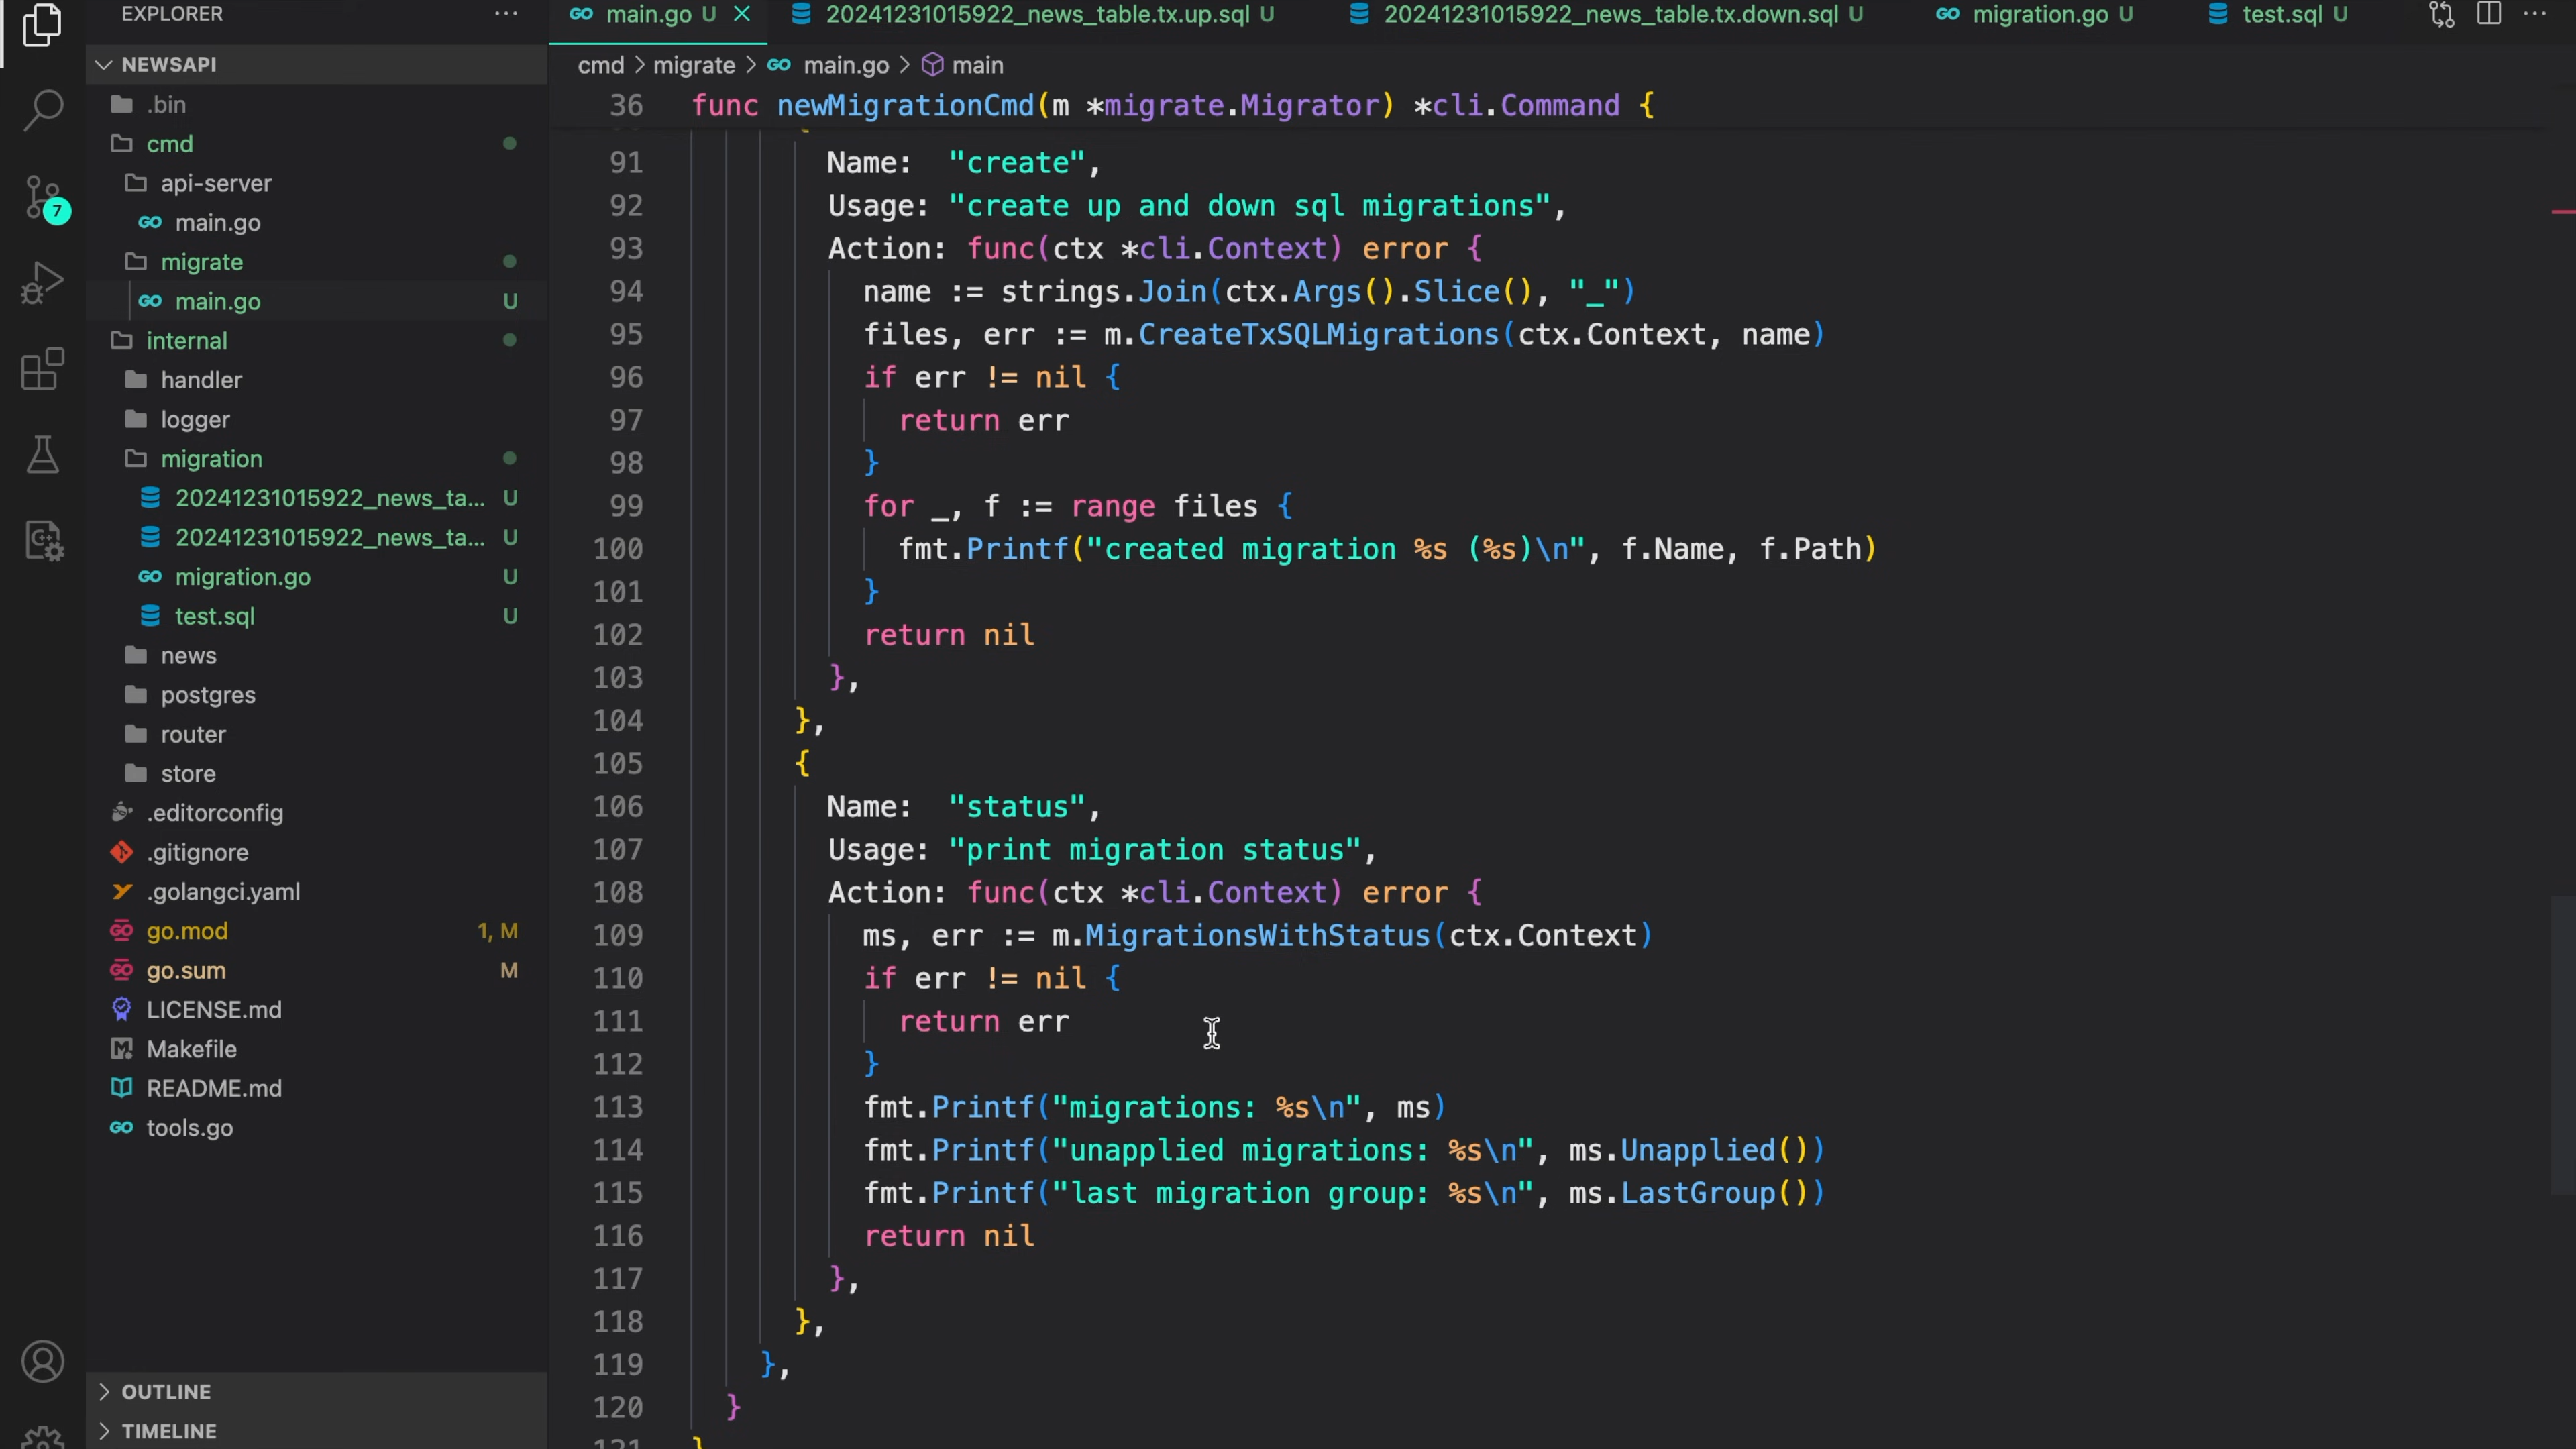 EXPLORER
NEWSAPI
.bin
cmd
api-server
main.go
migrate
main.go U
internal
handler
logger
migration
20241231015922_news_ta... U
20241231015922_news_ta... U
migration.go U
test.sql U
news
postgres
router
store
.editorconfig
.gitignore
.golangci.yaml
go.mod 1, M
go.sum M
LICENSE.md
Makefile
README.md
tools.go
OUTLINE
TIMELINE
7
main.go U 20241231015922_news_table.tx.up.sql U 20241231015922_news_table.tx.down.sql U migration.go U test.sql U
cmd > migrate > main.go > main
36 func newMigrationCmd(m *migrate.Migrator) *cli.Command {
91 Name: "create",
92 Usage: "create up and down sql migrations",
93 Action: func(ctx *cli.Context) error {
94 name := strings.Join(ctx.Args().Slice(), "_")
95 files, err := m.CreateTxSQLMigrations(ctx.Context, name)
96 if err != nil {
97 return err
98 }
99 for _, f := range files {
100 fmt.Printf("created migration %s (%s)\n", f.Name, f.Path)
101 }
102 return nil
103 },
104 },
105 {
106 Name: "status",
107 Usage: "print migration status",
108 Action: func(ctx *cli.Context) error {
109 ms, err := m.MigrationsWithStatus(ctx.Context)
110 if err != nil {
111 return err
112 }
113 fmt.Printf("migrations: %s\n", ms)
114 fmt.Printf("unapplied migrations: %s\n", ms.Unapplied())
115 fmt.Printf("last migration group: %s\n", ms.LastGroup())
116 return nil
117 },
118 },
119 },
120 }
121 }